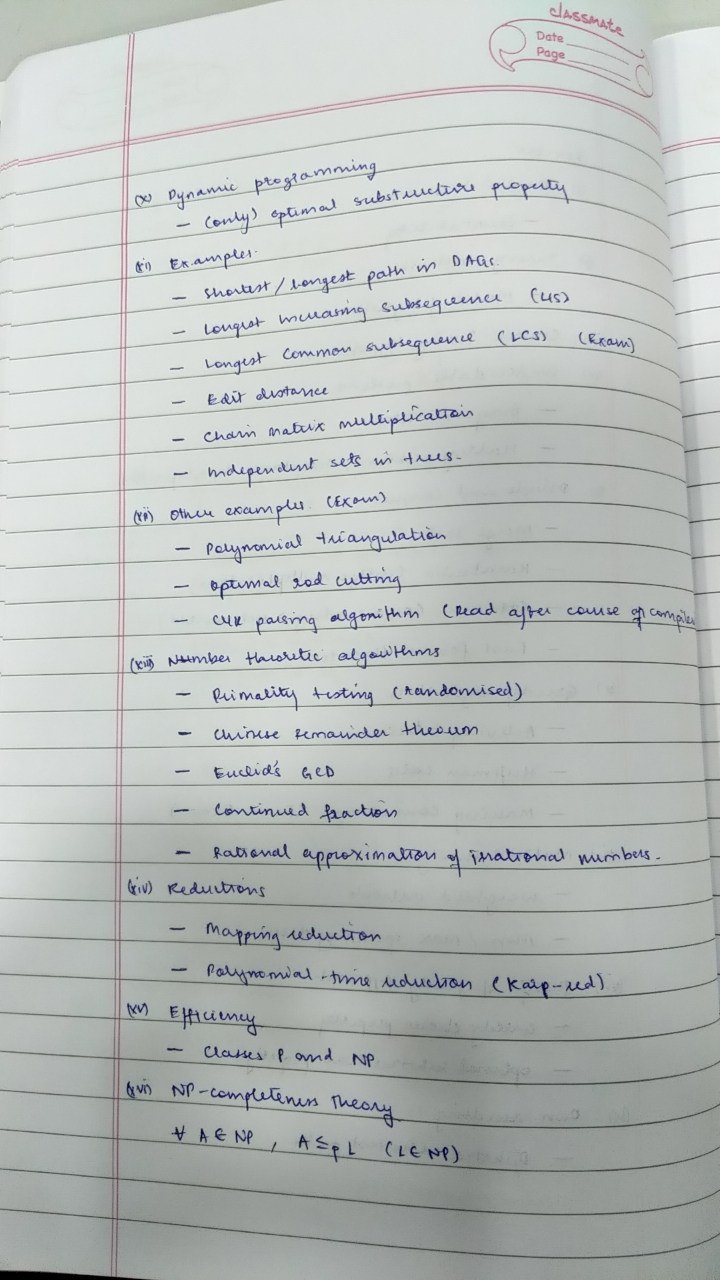 classmate
Date
Page
(x) Dynamic programming
- (only) optimal substructure property
(xi) Examples.
- shortest/longest path in DAGs.
- longest increasing subsequence (LIS)
- longest common subsequence (LCS) (Exam)
- Edit distance
- chain matrix multiplication
- independent sets in trees.
(xii) other examples. (Exam)
- Polynomial triangulation
- optimal rod cutting
- CYK parsing algorithm (Read after course of compiler
(xiii) Number theoretic algorithms
- Primality testing (randomised)
- Chinese remainder theorem
- Euclid's GCD
- Continued fraction
- Rational approximation of irrational numbers.
(xiv) Reductions
- Mapping reduction
- Polynomial-time reduction (Karp-red)
(xv) Efficiency
- classes P and NP
(xvi) NP-completeness Theory
∀ A ∈ NP, A ≤p L (L ∈ NP)